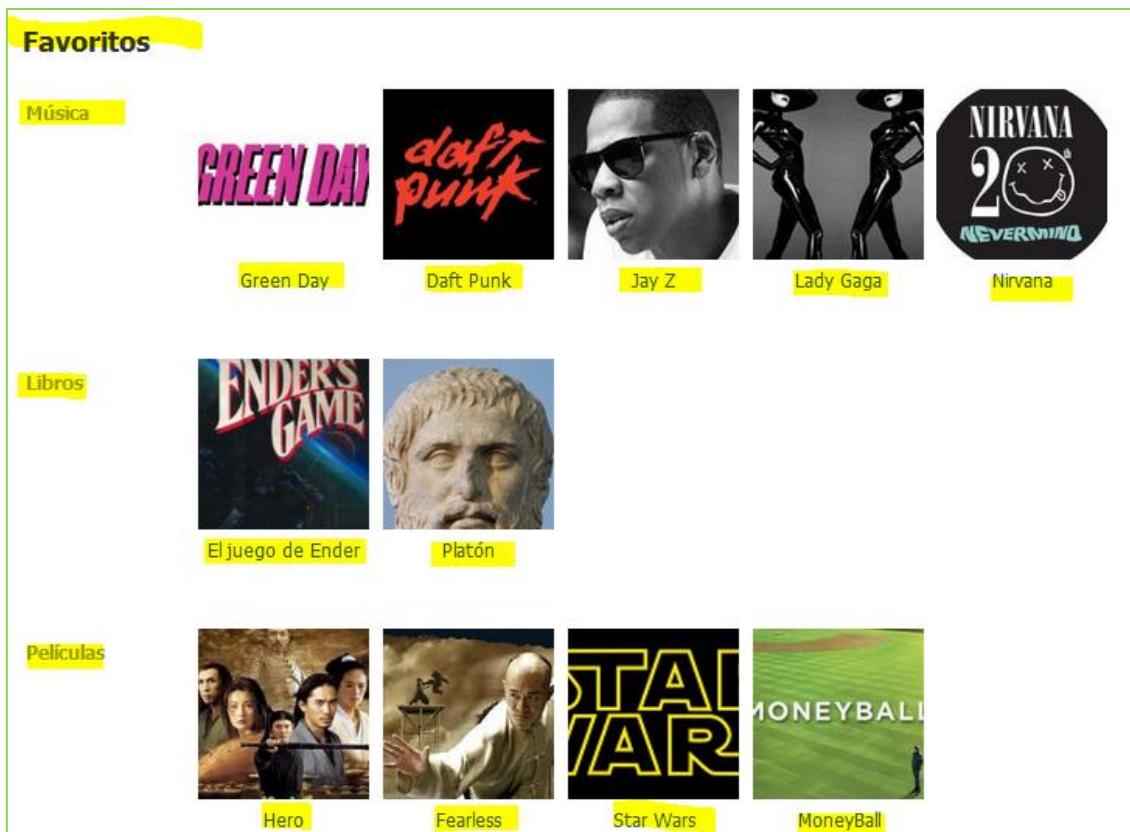 Favoritos
Música
GREEN DAY
daft
punk
NIRVANA
20th
NEVERMIND
Green Day
Daft Punk
Jay Z
Lady Gaga
Nirvana
Libros
ENDER'S
GAME
El juego de Ender
Platón
Películas
STAR
WARS
MONEYBALL
Hero
Fearless
Star Wars
MoneyBall